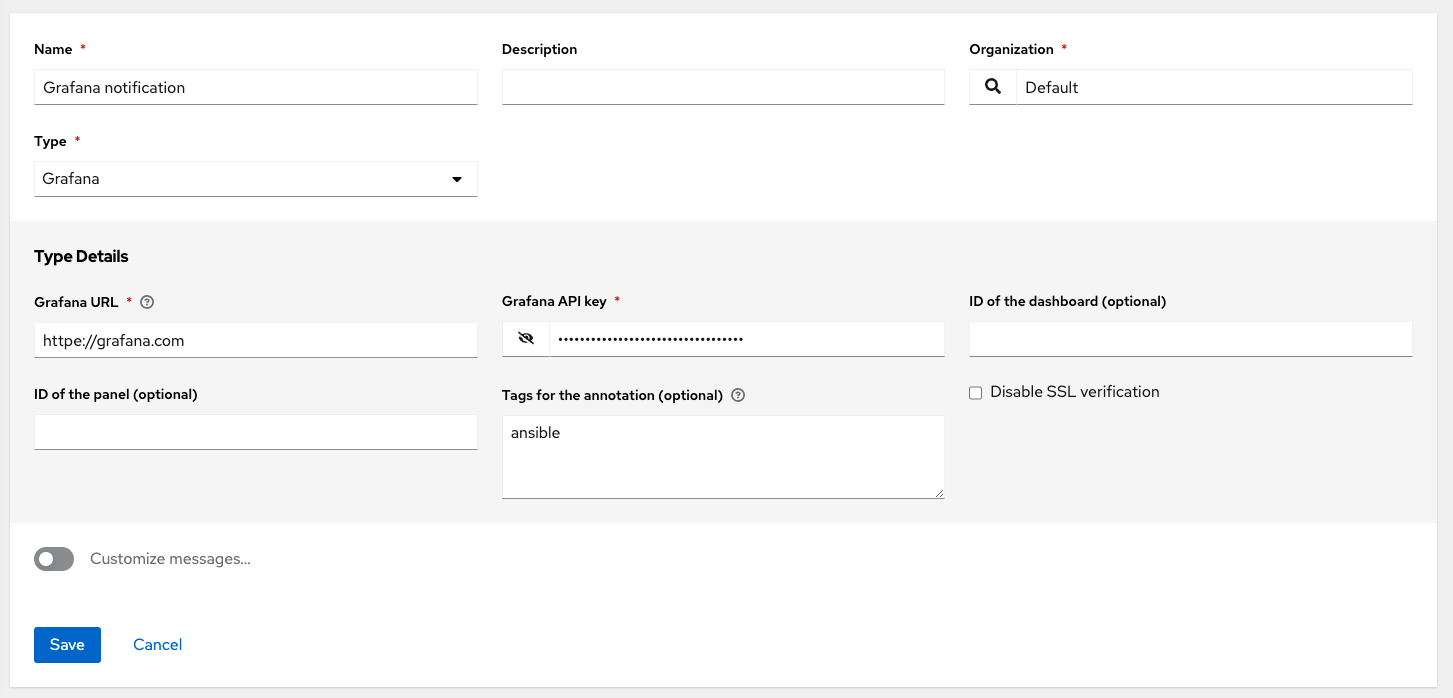 Name *
Description
Organization *
Grafana notification
Default
Type *
Grafana
Type Details
Grafana URL *
Grafana API key *
ID of the dashboard (optional)
httpe://grafana.com
••••••••••••••••••••••••••••••••••
ID of the panel (optional)
Tags for the annotation (optional)
Disable SSL verification
ansible
Customize messages…
Save
Cancel